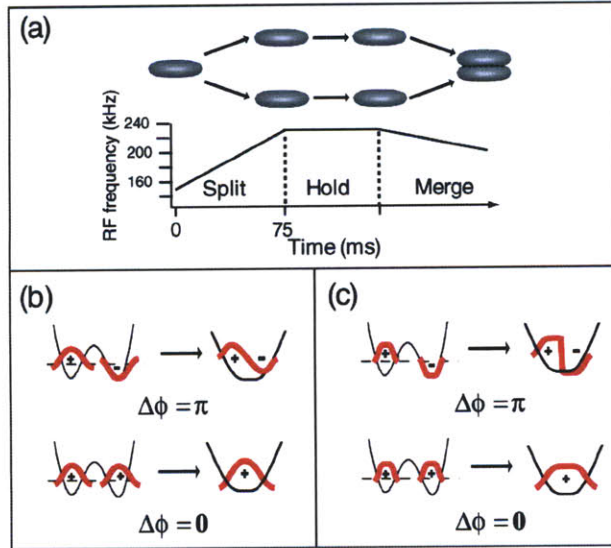 (a)
RF frequency (kHz)
240
200
160
Split
Hold
Merge
0
75
Time (ms)
(b)
+
-
+
-
Δϕ = π
+
+
+
Δϕ = 0
(c)
+
-
+
-
Δϕ = π
+
+
+
Δϕ = 0